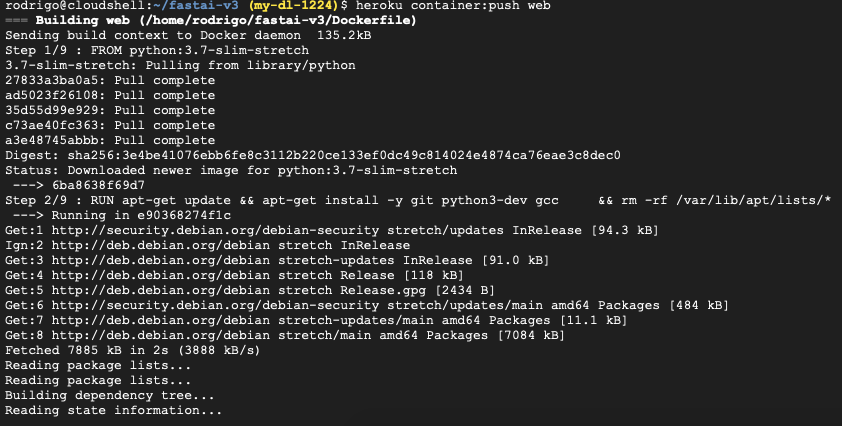 rodrigo@cloudshell:~/fastai-v3 (my-dl-1224)$ heroku container:push web
=== Building web (/home/rodrigo/fastai-v3/Dockerfile)
Sending build context to Docker daemon  135.2kB
Step 1/9 : FROM python:3.7-slim-stretch
3.7-slim-stretch: Pulling from library/python
27833a3ba0a5: Pull complete
ad5023f26108: Pull complete
35d55d99e929: Pull complete
c73ae40fc363: Pull complete
a3e48745abbb: Pull complete
Digest: sha256:3e4be41076ebb6fe8c3112b220ce133ef0dc49c814024e4874ca76eae3c8dec0
Status: Downloaded newer image for python:3.7-slim-stretch
 ---> 6ba8638f69d7
Step 2/9 : RUN apt-get update && apt-get install -y git python3-dev gcc     && rm -rf /var/lib/apt/lists/*
 ---> Running in e90368274f1c
Get:1 http://security.debian.org/debian-security stretch/updates InRelease [94.3 kB]
Ign:2 http://deb.debian.org/debian stretch InRelease
Get:3 http://deb.debian.org/debian stretch-updates InRelease [91.0 kB]
Get:4 http://deb.debian.org/debian stretch Release [118 kB]
Get:5 http://deb.debian.org/debian stretch Release.gpg [2434 B]
Get:6 http://security.debian.org/debian-security stretch/updates/main amd64 Packages [484 kB]
Get:7 http://deb.debian.org/debian stretch-updates/main amd64 Packages [11.1 kB]
Get:8 http://deb.debian.org/debian stretch/main amd64 Packages [7084 kB]
Fetched 7885 kB in 2s (3888 kB/s)
Reading package lists...
Reading package lists...
Building dependency tree...
Reading state information...